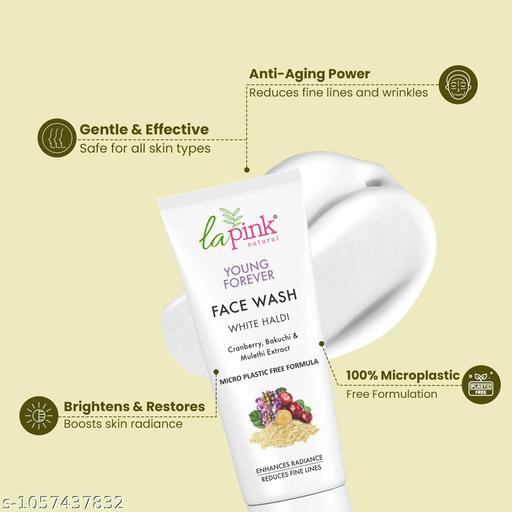 Anti-Aging Power
Reduces fine lines and wrinkles
Gentle & Effective
Safe for all skin types
lapink®
natural
YOUNG
FOREVER
FACE WASH
WHITE HALDI
Cranberry, Bakuchi &
Mulethi Extract
MICRO PLASTIC FREE FORMULA
100% Microplastic
Free Formulation
PLASTIC
FREE
Brightens & Restores
Boosts skin radiance
ENHANCES RADIANCE
REDUCES FINE LINES
s-1057437832